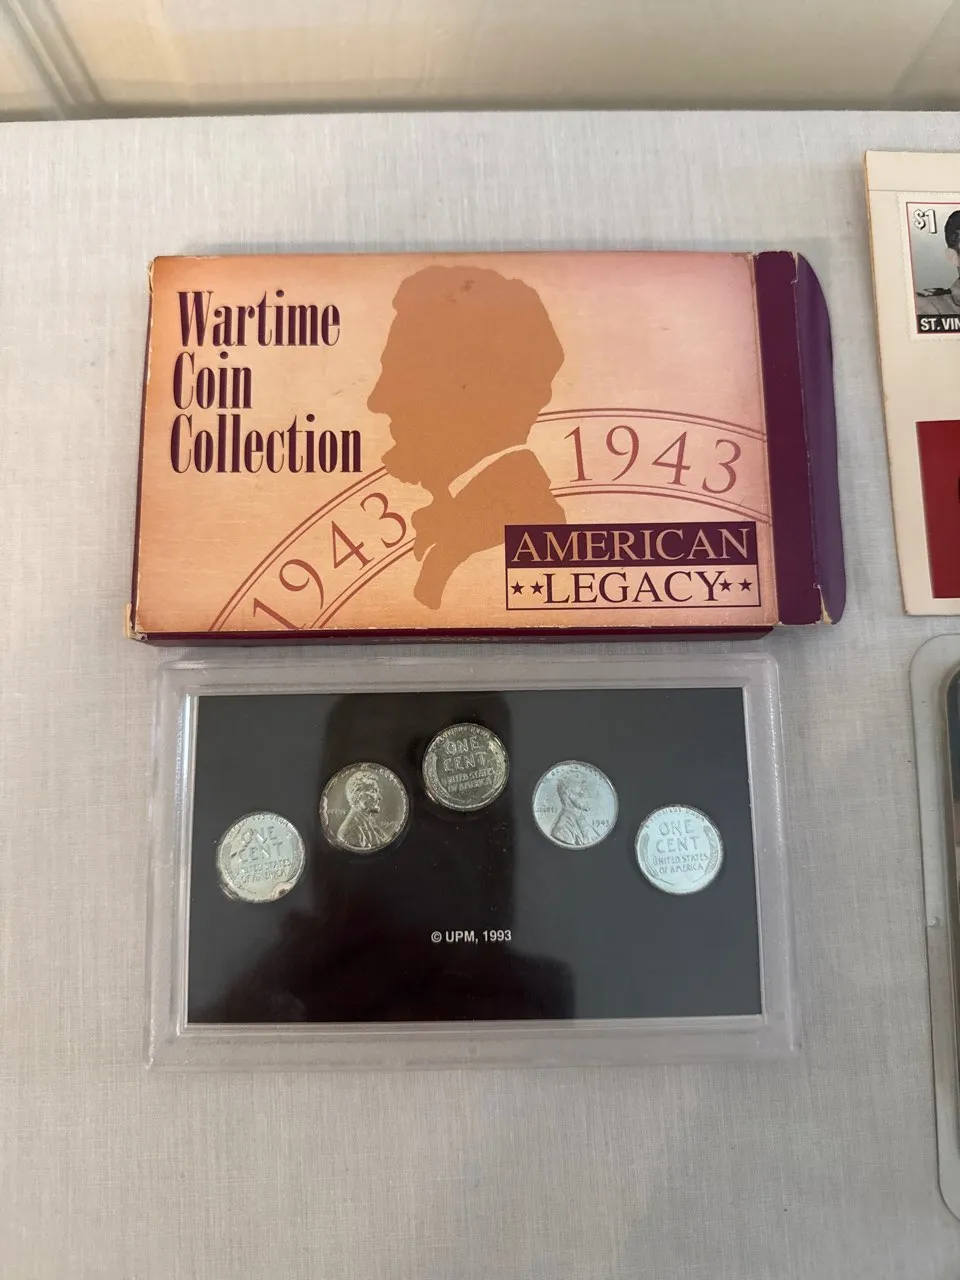 Wartime
Coin
Collection
1943
1943
AMERICAN
★★LEGACY★★
$1
ST. VIN
ONE
CENT
UNITED STATES
OF AMERICA
ONE
CENT
UNITED STATES
OF AMERICA
1943
ONE
CENT
UNITED STATES
OF AMERICA
© UPM, 1993